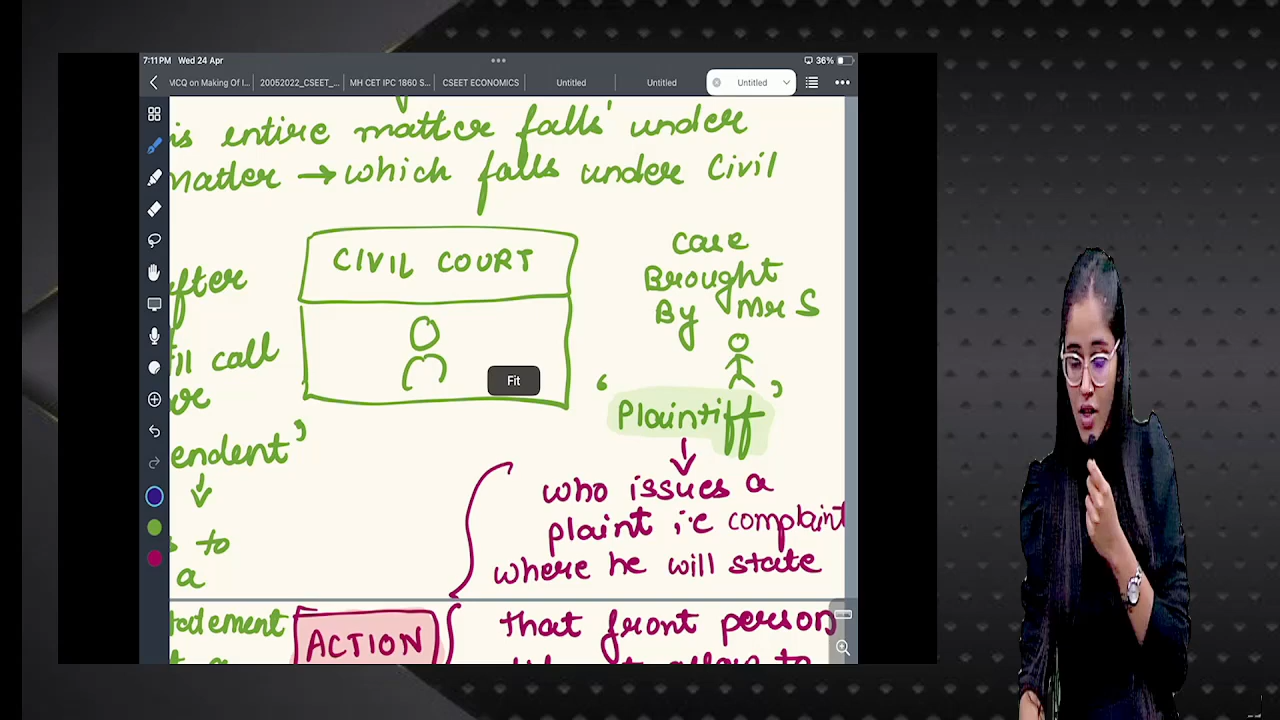 7:11 PM Wed 24 Apr
36%
MCQ on Making Of I...
20052022_CSEET_...
MH CET IPC 1860 S...
CSEET ECONOMICS
Untitled
Untitled
Untitled
is entire matter falls under
matter → which falls under Civil
CIVIL COURT
Case
Brought
By Mr S
fter
ll call
endent'
↓
to
a
Fit
'Plaintiff'
↓
who issues a
plaint i.e complaint
where he will state
ACTION
that front person